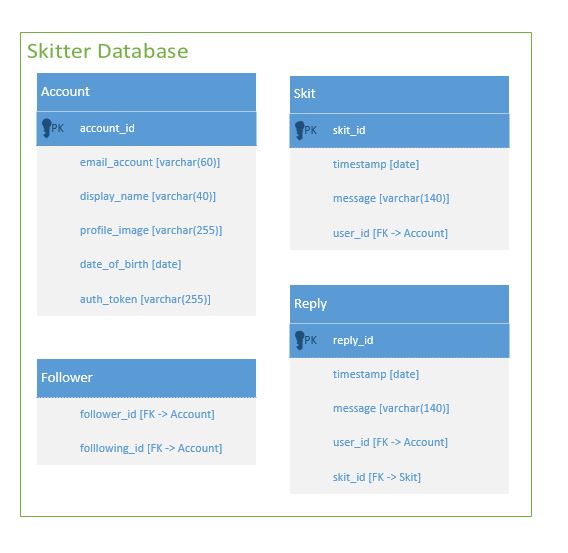 Skitter Database
Account
PK account_id
email_account [varchar(60)]
display_name [varchar(40)]
profile_image [varchar(255)]
date_of_birth [date]
auth_token [varchar(255)]
Follower
follower_id [FK -> Account]
folllowing_id [FK -> Account]
Skit
PK skit_id
timestamp [date]
message [varchar(140)]
user_id [FK -> Account]
Reply
PK reply_id
timestamp [date]
message [varchar(140)]
user_id [FK -> Account]
skit_id [FK -> Skit]